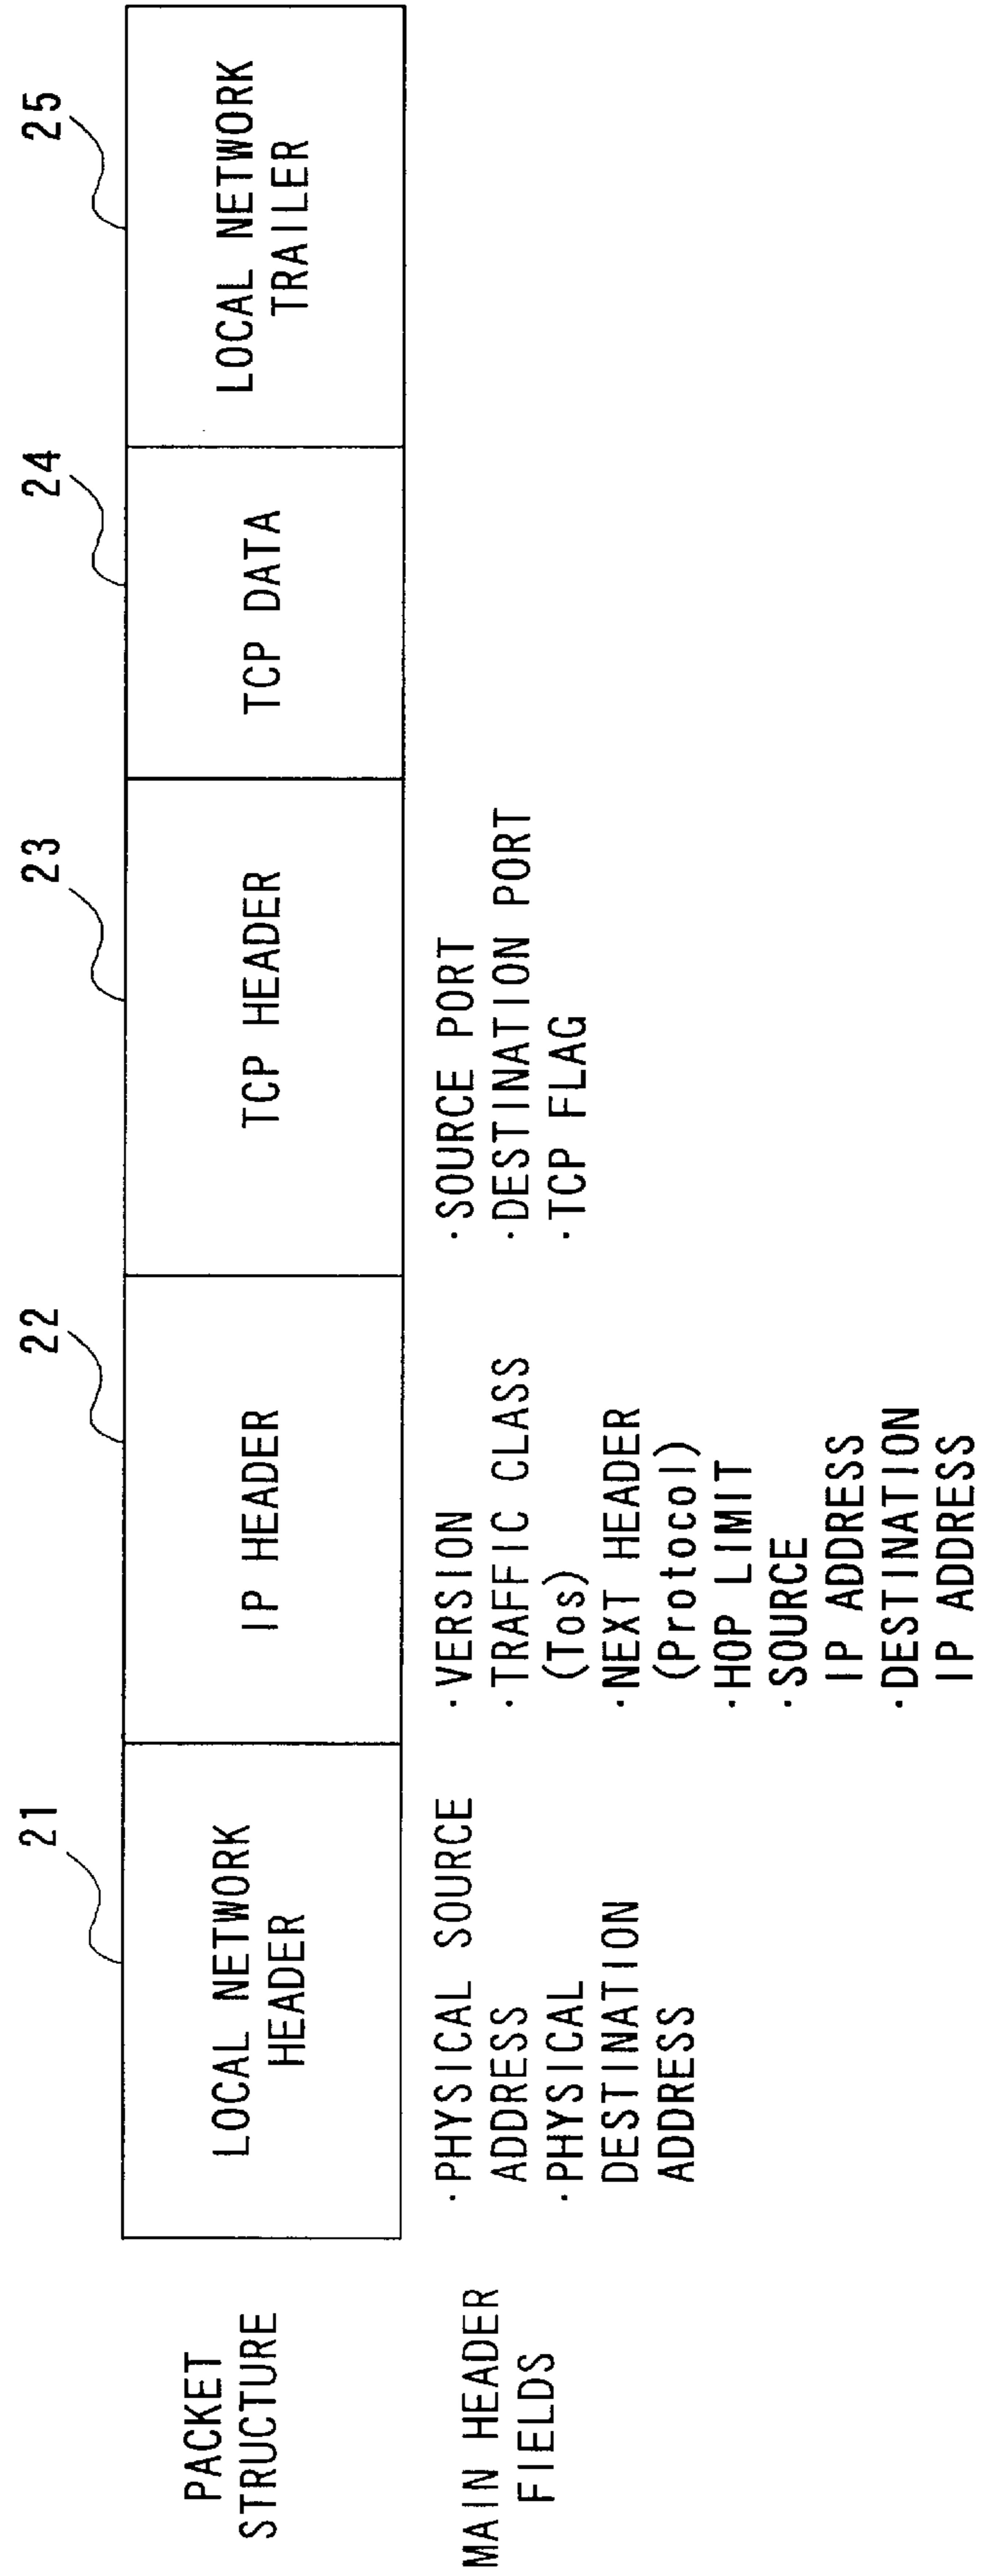 21
22
23
24
25
PACKET
STRUCTURE
LOCAL NETWORK
HEADER
IP HEADER
TCP HEADER
TCP DATA
LOCAL NETWORK
TRAILER
MAIN HEADER
FIELDS
·PHYSICAL SOURCE
ADDRESS
·PHYSICAL
DESTINATION
ADDRESS
·VERSION
·TRAFFIC CLASS
(Tos)
·NEXT HEADER
(Protocol)
·HOP LIMIT
·SOURCE
IP ADDRESS
·DESTINATION
IP ADDRESS
·SOURCE PORT
·DESTINATION PORT
·TCP FLAG